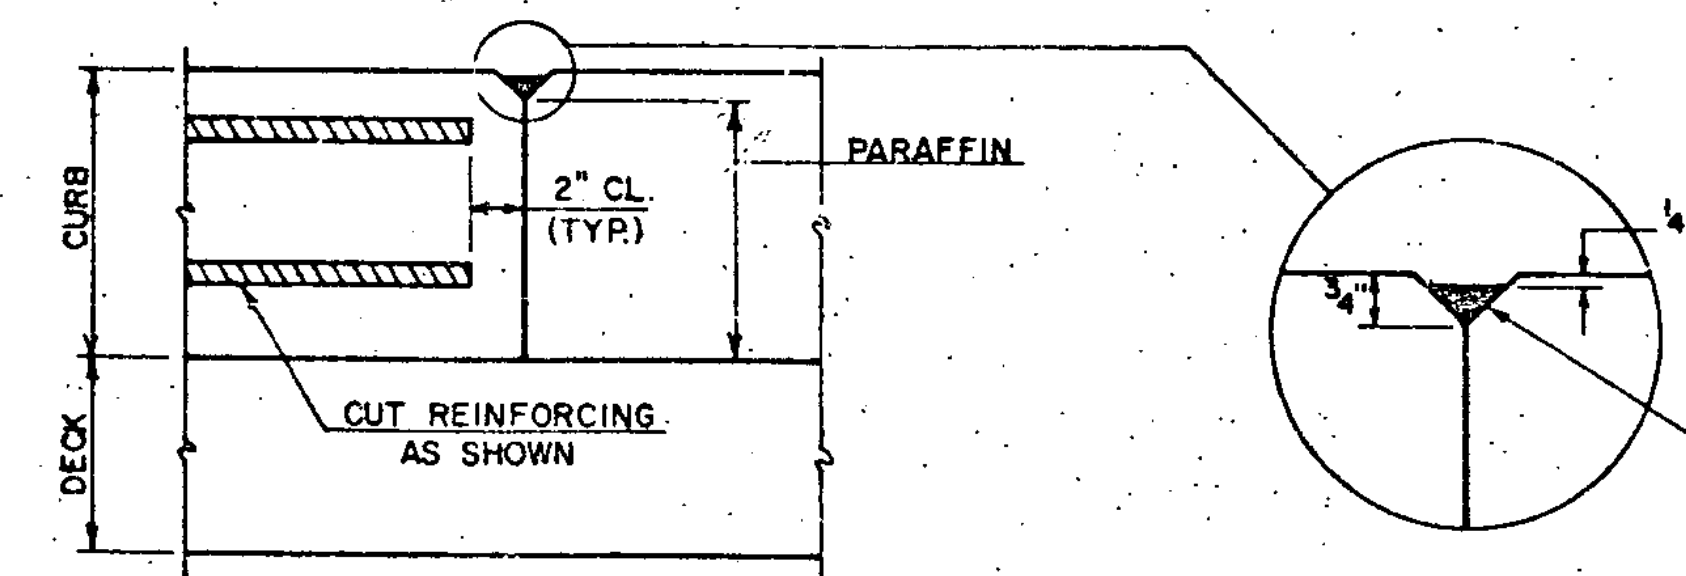 PARAFFIN
2" CL.
(TYP.)
CURB
1/4
3/4"
CUT REINFORCING
AS SHOWN
DECK